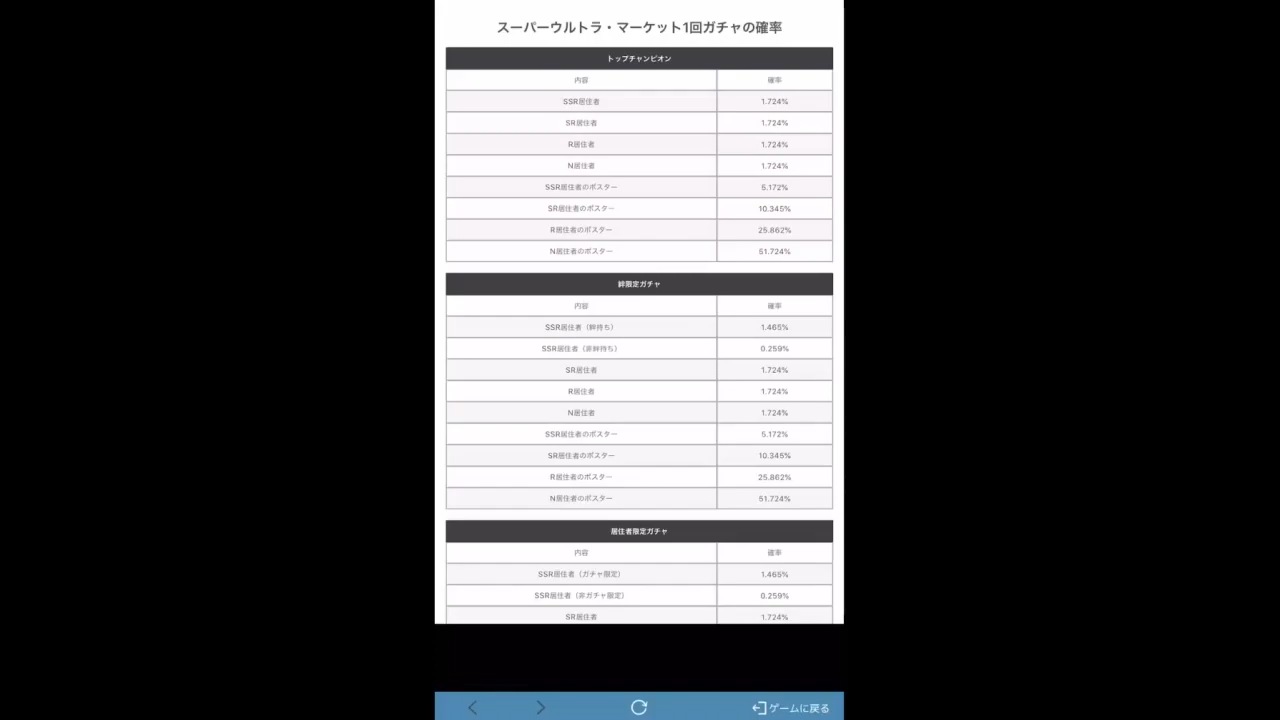 スーパーウルトラ・マーケット1回ガチャの確率
トップチャンピオン
内容 確率
SSR居住者 1.724%
SR居住者 1.724%
R居住者 1.724%
N居住者 1.724%
SSR居住者のポスター 5.172%
SR居住者のポスター 10.345%
R居住者のポスター 25.862%
N居住者のポスター 51.724%
絆限定ガチャ
内容 確率
SSR居住者（絆持ち） 1.465%
SSR居住者（非絆持ち） 0.259%
SR居住者 1.724%
R居住者 1.724%
N居住者 1.724%
SSR居住者のポスター 5.172%
SR居住者のポスター 10.345%
R居住者のポスター 25.862%
N居住者のポスター 51.724%
居住者限定ガチャ
内容 確率
SSR居住者（ガチャ限定） 1.465%
SSR居住者（非ガチャ限定） 0.259%
SR居住者 1.724%
ゲームに戻る